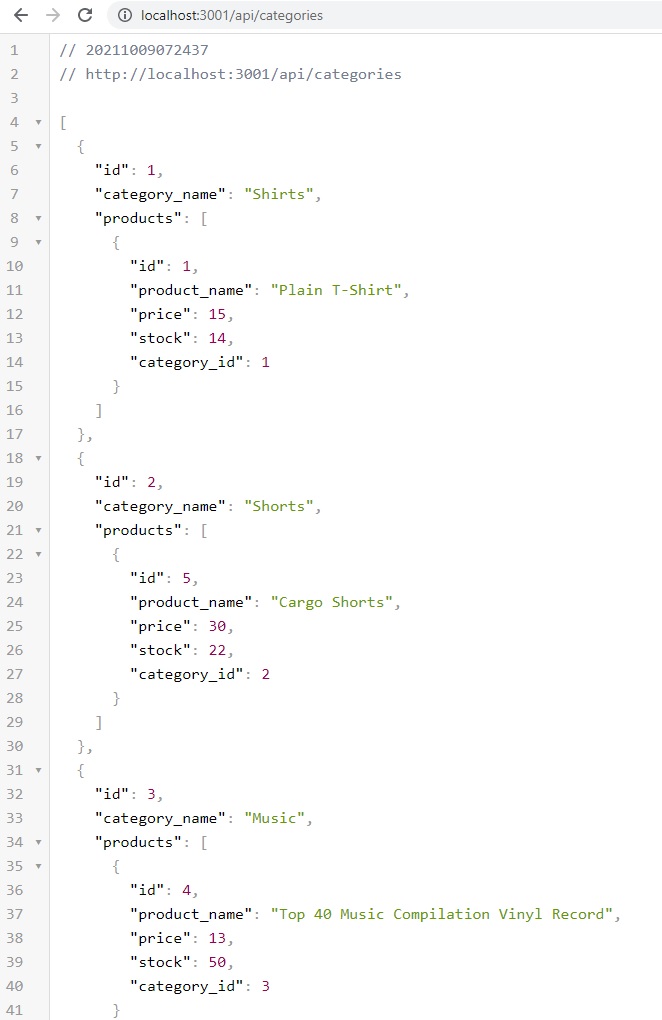 localhost:3001/api/categories
1 // 20211009072437
2 // http://localhost:3001/api/categories
3
4 [
5 {
6 "id": 1,
7 "category_name": "Shirts",
8 "products": [
9 {
10 "id": 1,
11 "product_name": "Plain T-Shirt",
12 "price": 15,
13 "stock": 14,
14 "category_id": 1
15 }
16 ]
17 },
18 {
19 "id": 2,
20 "category_name": "Shorts",
21 "products": [
22 {
23 "id": 5,
24 "product_name": "Cargo Shorts",
25 "price": 30,
26 "stock": 22,
27 "category_id": 2
28 }
29 ]
30 },
31 {
32 "id": 3,
33 "category_name": "Music",
34 "products": [
35 {
36 "id": 4,
37 "product_name": "Top 40 Music Compilation Vinyl Record",
38 "price": 13,
39 "stock": 50,
40 "category_id": 3
41 }